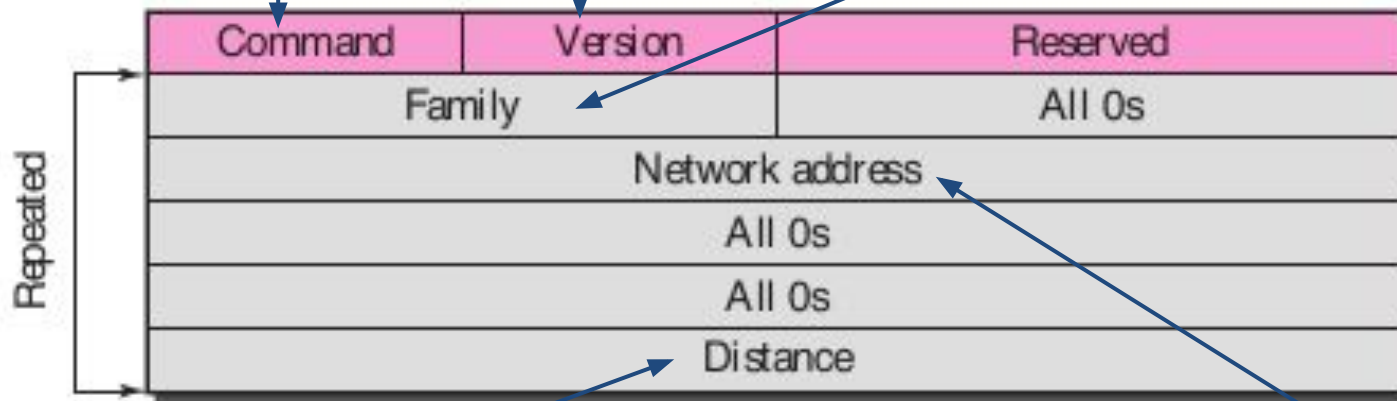 Command Version Reserved
Family All 0s
Network address
All 0s
All 0s
Distance
Repeated